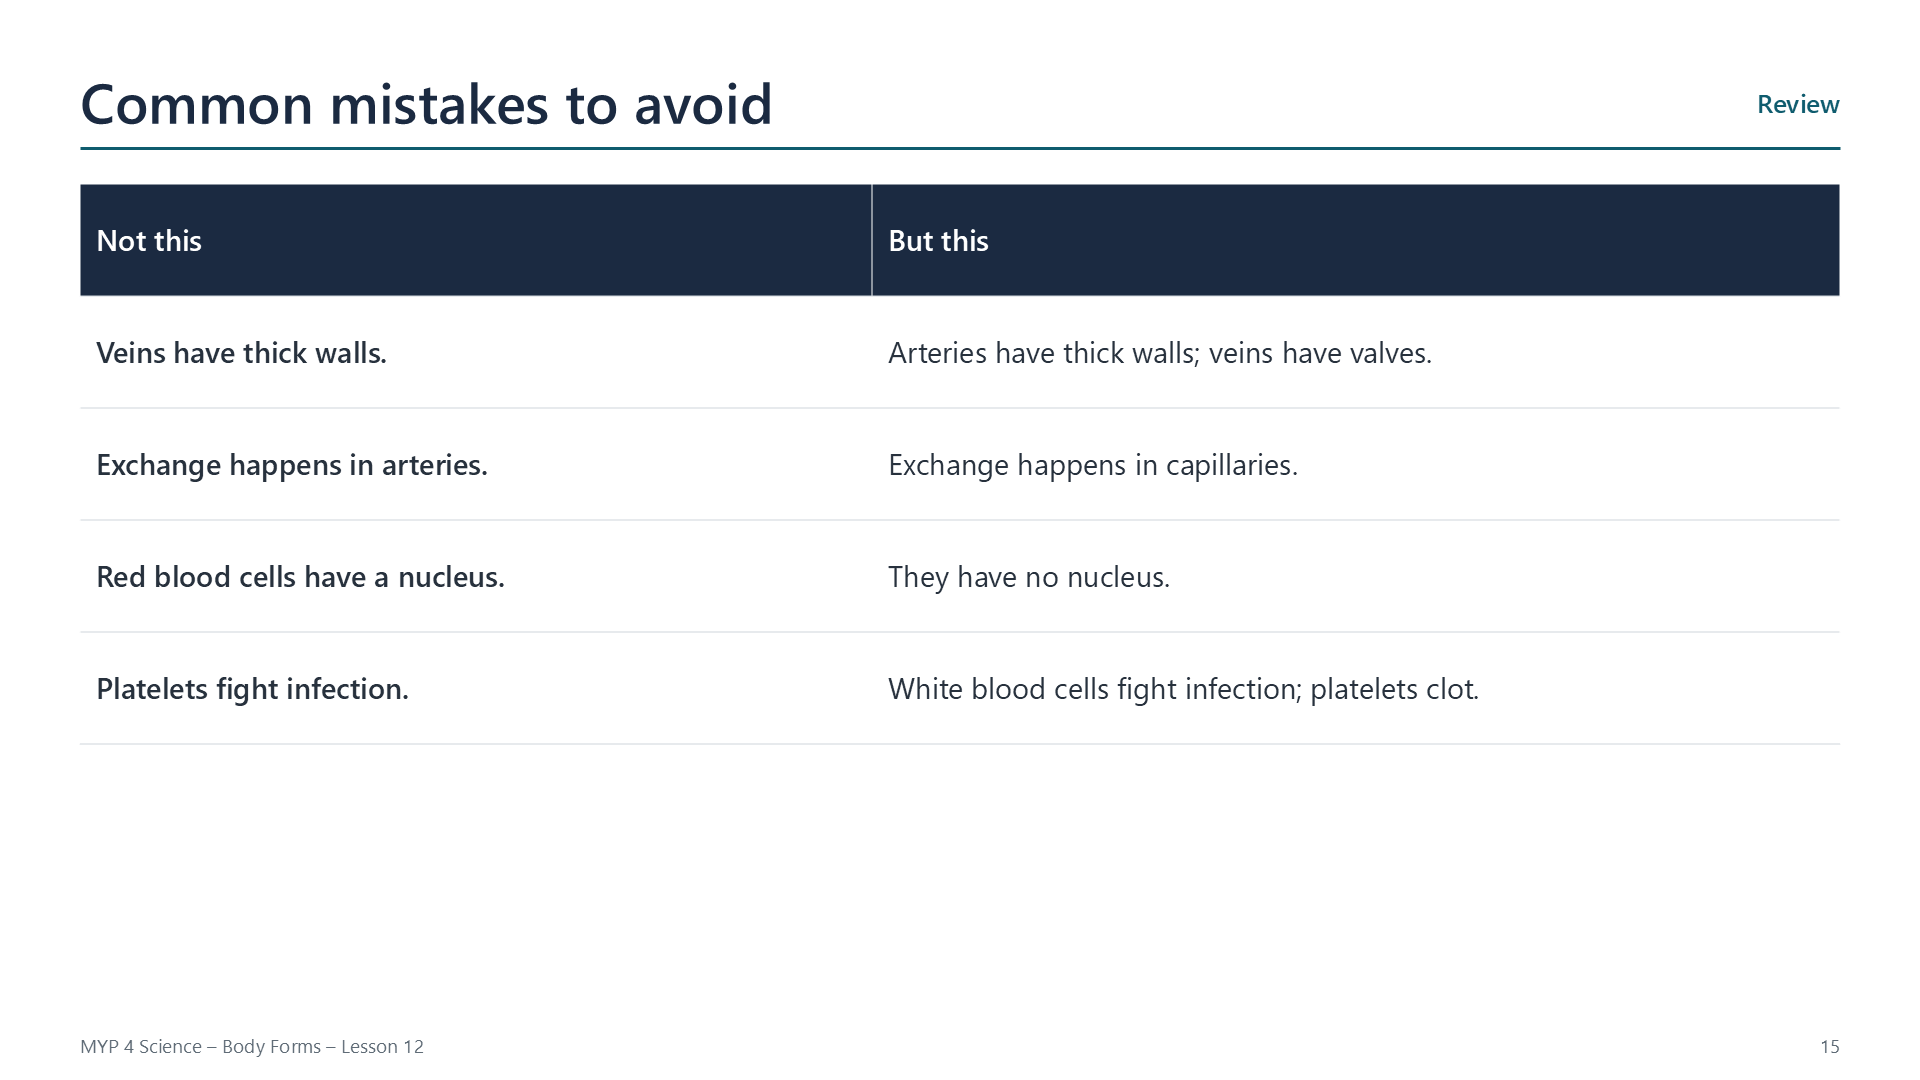 Common mistakes to avoid
Review
Not this
But this
Veins have thick walls.
Arteries have thick walls; veins have valves.
Exchange happens in arteries.
Exchange happens in capillaries.
Red blood cells have a nucleus.
They have no nucleus.
Platelets fight infection.
White blood cells fight infection; platelets clot.
MYP 4 Science – Body Forms – Lesson 12
15